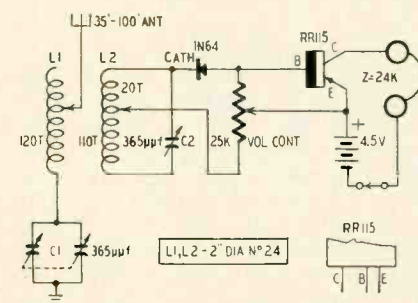 35'-100' ANT
L1
L2
CATH
1N64
RR115
C
B
E
Z=24K
20T
120T
110T
365µµf
C2
25K
VOL CONT
+
4.5V
C1
365µµf
L1, L2 - 2" DIA Nº 24
RR115
C
B
E